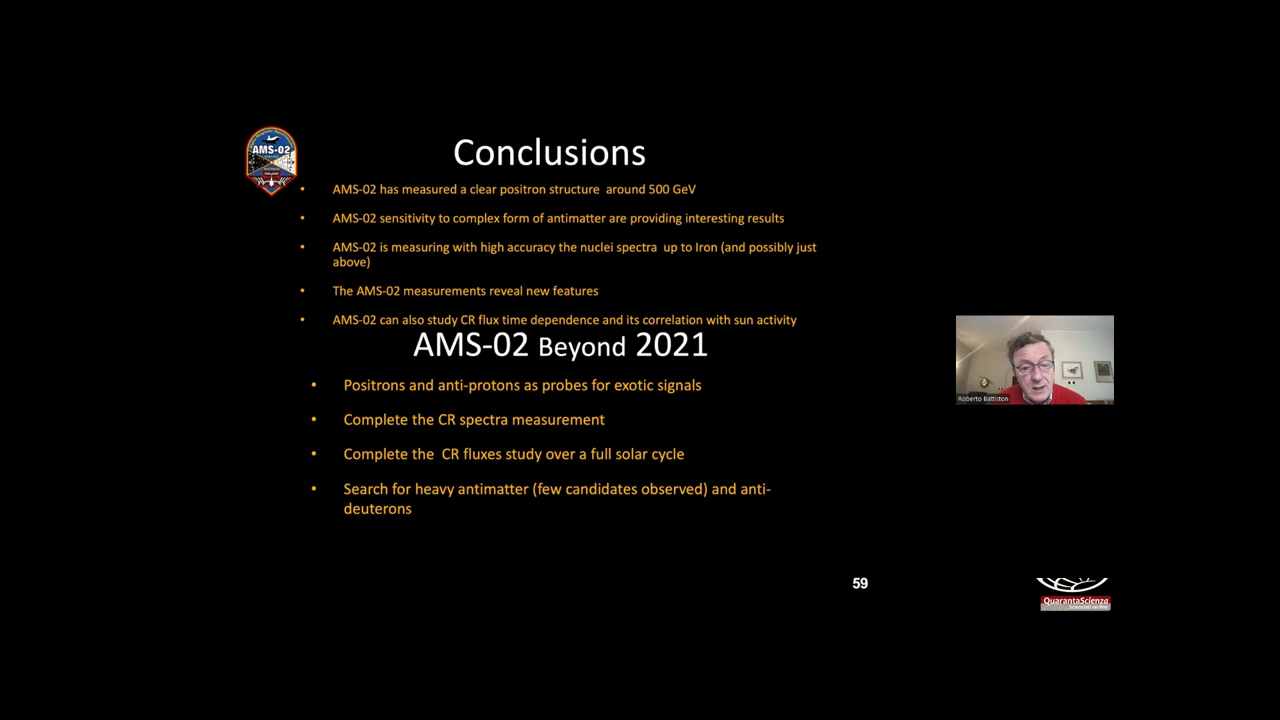 AMS-02
Conclusions
• AMS-02 has measured a clear positron structure around 500 GeV
• AMS-02 sensitivity to complex form of antimatter are providing interesting results
• AMS-02 is measuring with high accuracy the nuclei spectra up to Iron (and possibly just
above)
• The AMS-02 measurements reveal new features
• AMS-02 can also study CR flux time dependence and its correlation with sun activity
AMS-02 Beyond 2021
• Positrons and anti-protons as probes for exotic signals
• Complete the CR spectra measurement
• Complete the CR fluxes study over a full solar cycle
• Search for heavy antimatter (few candidates observed) and anti-
deuterons
Roberto Battiston
59
QuarantaScienza
Scienziati on-line